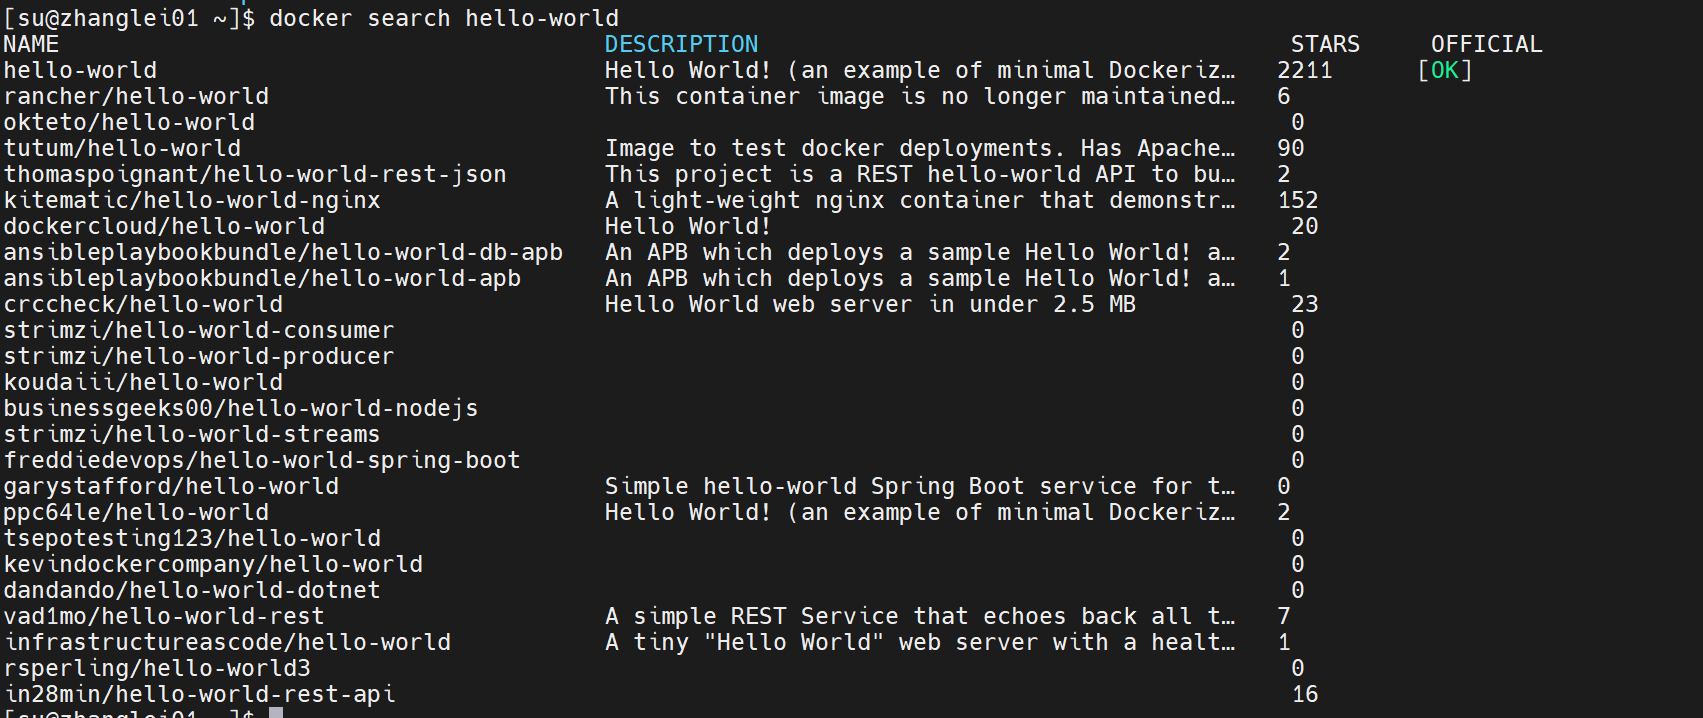 [su@zhanglei01 ~]$ docker search hello-world
NAME                                       DESCRIPTION                                      STARS     OFFICIAL
hello-world                                Hello World! (an example of minimal Dockeriz…   2211      [OK]
rancher/hello-world                        This container image is no longer maintained…   6
okteto/hello-world                                                                          0
tutum/hello-world                          Image to test docker deployments. Has Apache…   90
thomaspoignant/hello-world-rest-json       This project is a REST hello-world API to bu…   2
kitematic/hello-world-nginx                A light-weight nginx container that demonstr…   152
dockercloud/hello-world                    Hello World!                                     20
ansibleplaybookbundle/hello-world-db-apb   An APB which deploys a sample Hello World! a…   2
ansibleplaybookbundle/hello-world-apb      An APB which deploys a sample Hello World! a…   1
crccheck/hello-world                       Hello World web server in under 2.5 MB           23
strimzi/hello-world-consumer                                                                0
strimzi/hello-world-producer                                                                0
koudaiii/hello-world                                                                        0
businessgeeks00/hello-world-nodejs                                                          0
strimzi/hello-world-streams                                                                 0
freddiedevops/hello-world-spring-boot                                                       0
garystafford/hello-world                   Simple hello-world Spring Boot service for t…   0
ppc64le/hello-world                        Hello World! (an example of minimal Dockeriz…   2
tsepotesting123/hello-world                                                                 0
kevindockercompany/hello-world                                                              0
dandando/hello-world-dotnet                                                                 0
vad1mo/hello-world-rest                    A simple REST Service that echoes back all t…   7
infrastructureascode/hello-world           A tiny "Hello World" web server with a healt…   1
rsperling/hello-world3                                                                      0
in28min/hello-world-rest-api                                                                16
[su@zhanglei01 ~]$